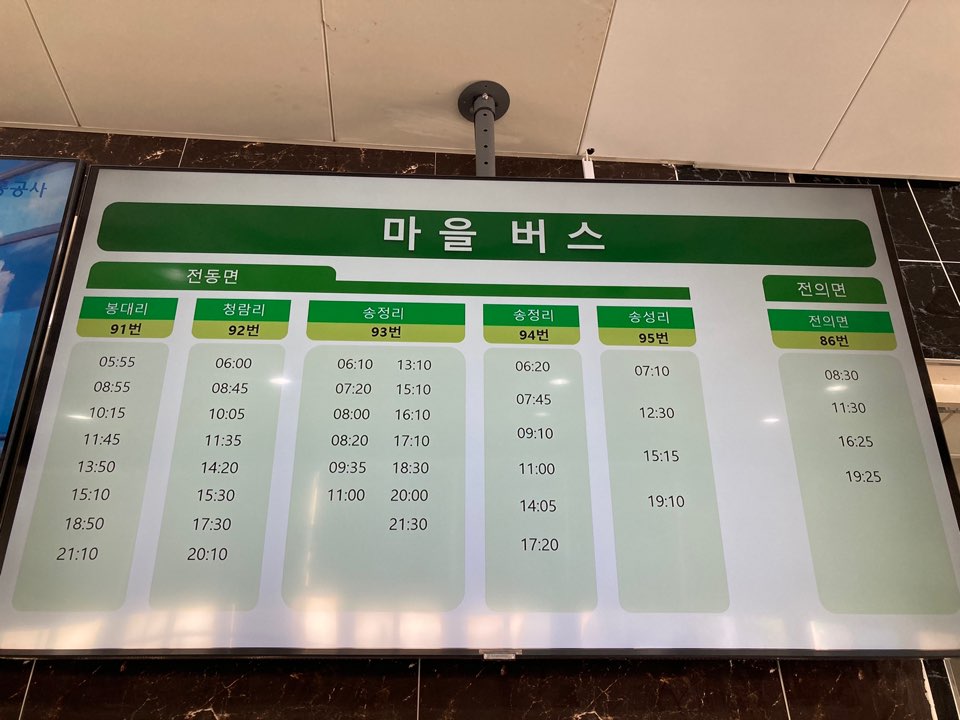 공사
마을 버스
전동면
전의면
봉대리 청람리 송정리 송정리 송성리 전의면
91번 92번 93번 94번 95번 86번
05:55 06:00 06:10 13:10 06:20 07:10 08:30
08:55 08:45 07:20 15:10 07:45 12:30 11:30
10:15 10:05 08:00 16:10 09:10 15:15 16:25
11:45 11:35 08:20 17:10 11:00 19:10 19:25
13:50 14:20 09:35 18:30 14:05
15:10 15:30 11:00 20:00 17:20
18:50 17:30 21:30
21:10 20:10